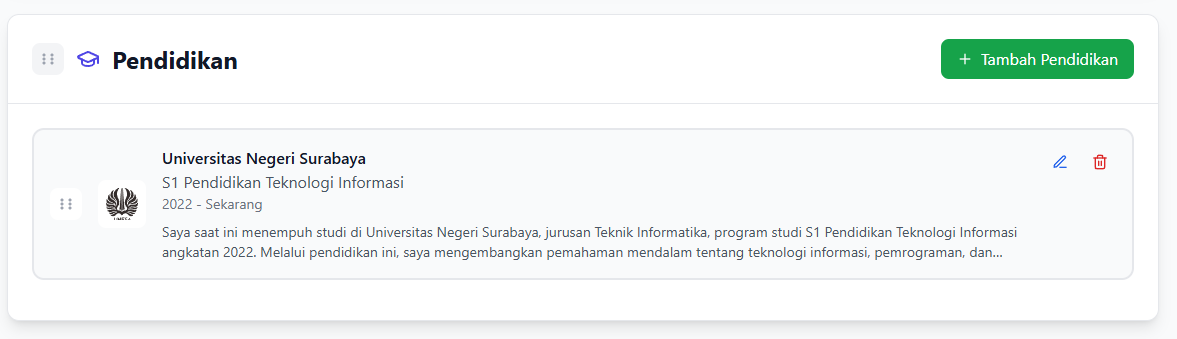 Pendidikan
+ Tambah Pendidikan
Universitas Negeri Surabaya
S1 Pendidikan Teknologi Informasi
2022 - Sekarang
Saya saat ini menempuh studi di Universitas Negeri Surabaya, jurusan Teknik Informatika, program studi S1 Pendidikan Teknologi Informasi
angkatan 2022. Melalui pendidikan ini, saya mengembangkan pemahaman mendalam tentang teknologi informasi, pemrograman, dan...